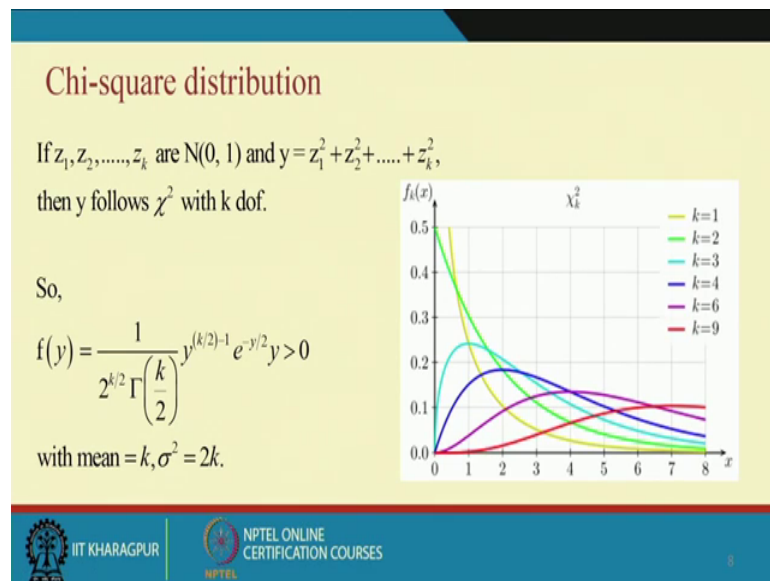 Chi-square distribution
If z₁,z₂,.....,zₖ are N(0, 1) and y = z₁² + z₂² + ..... + zₖ²,
then y follows χ² with k dof.
So,
f(y) = 1 / (2^{k/2} Γ(k/2)) y^{(k/2)−1} e^{−y/2} y > 0
with mean = k, σ² = 2k.
fₖ(x)
χ²ₖ
k=1
k=2
k=3
k=4
k=6
k=9
0.5
0.4
0.3
0.2
0.1
0.0
0 1 2 3 4 5 6 7 8 x
IIT KHARAGPUR
NPTEL
NPTEL ONLINE
CERTIFICATION COURSES
8